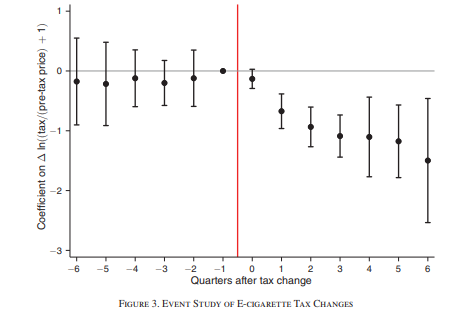 Coefficient on Δ ln((tax/(pre-tax price) + 1)
1
0
−1
−2
−3
−6 −5 −4 −3 −2 −1 0 1 2 3 4 5 6
Quarters after tax change
FIGURE 3. EVENT STUDY OF E-CIGARETTE TAX CHANGES